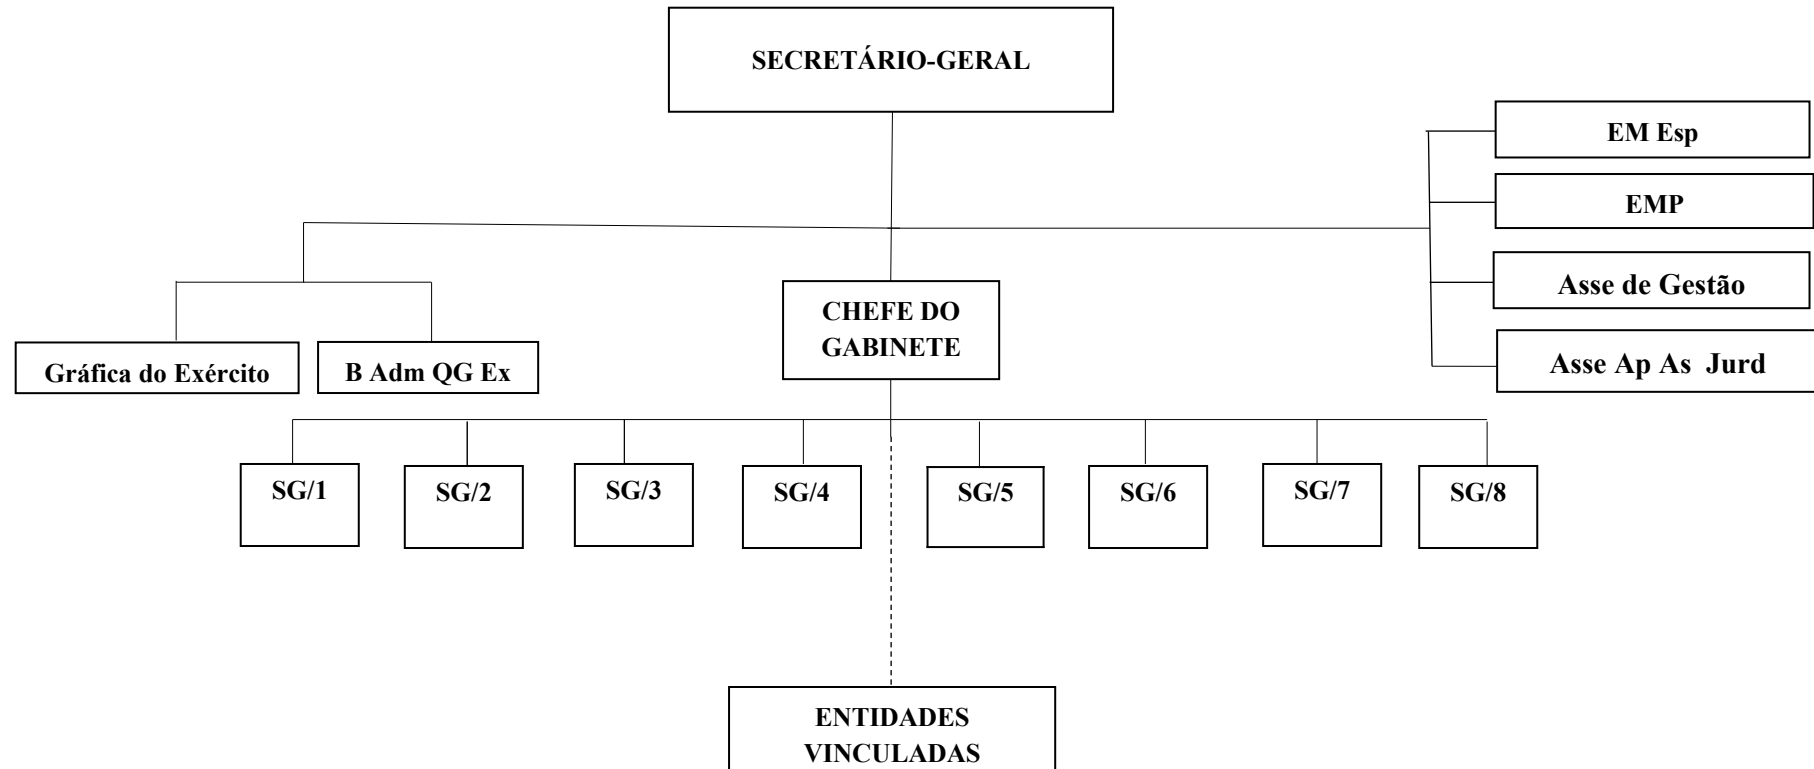 SECRETÁRIO-GERAL
EM Esp
EMP
Asse de Gestão
Asse Ap As Jurd
CHEFE DO
GABINETE
Gráfica do Exército
B Adm QG Ex
SG/1
SG/2
SG/3
SG/4
SG/5
SG/6
SG/7
SG/8
ENTIDADES
VINCULADAS